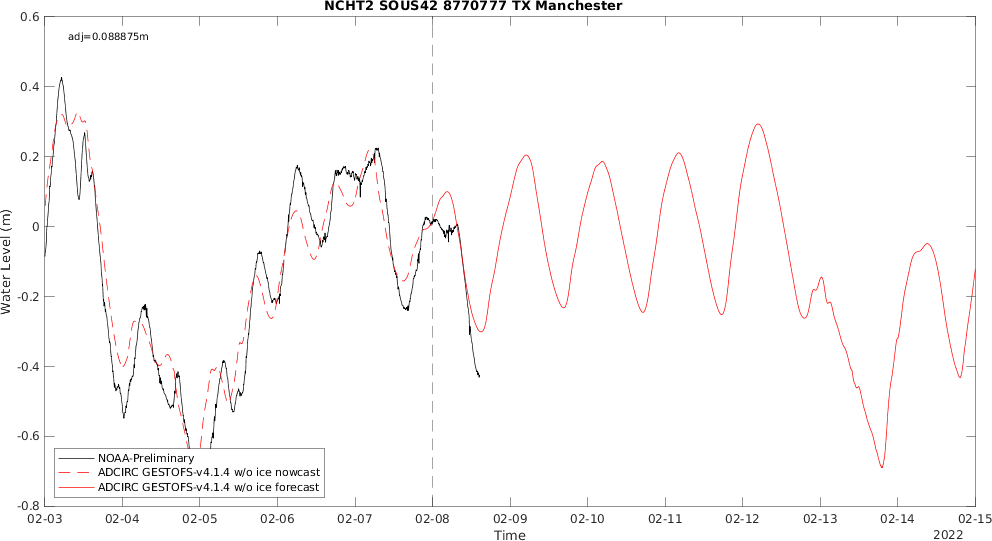 NCHT2 SOUS42 8770777 TX Manchester
adj=0.088875m
Water Level (m)
0.6
0.4
0.2
0
-0.2
-0.4
-0.6
-0.8
NOAA-Preliminary
ADCIRC GESTOFS-v4.1.4 w/o ice nowcast
ADCIRC GESTOFS-v4.1.4 w/o ice forecast
02-03 02-04 02-05 02-06 02-07 02-08 02-09 02-10 02-11 02-12 02-13 02-14 02-15
Time
2022